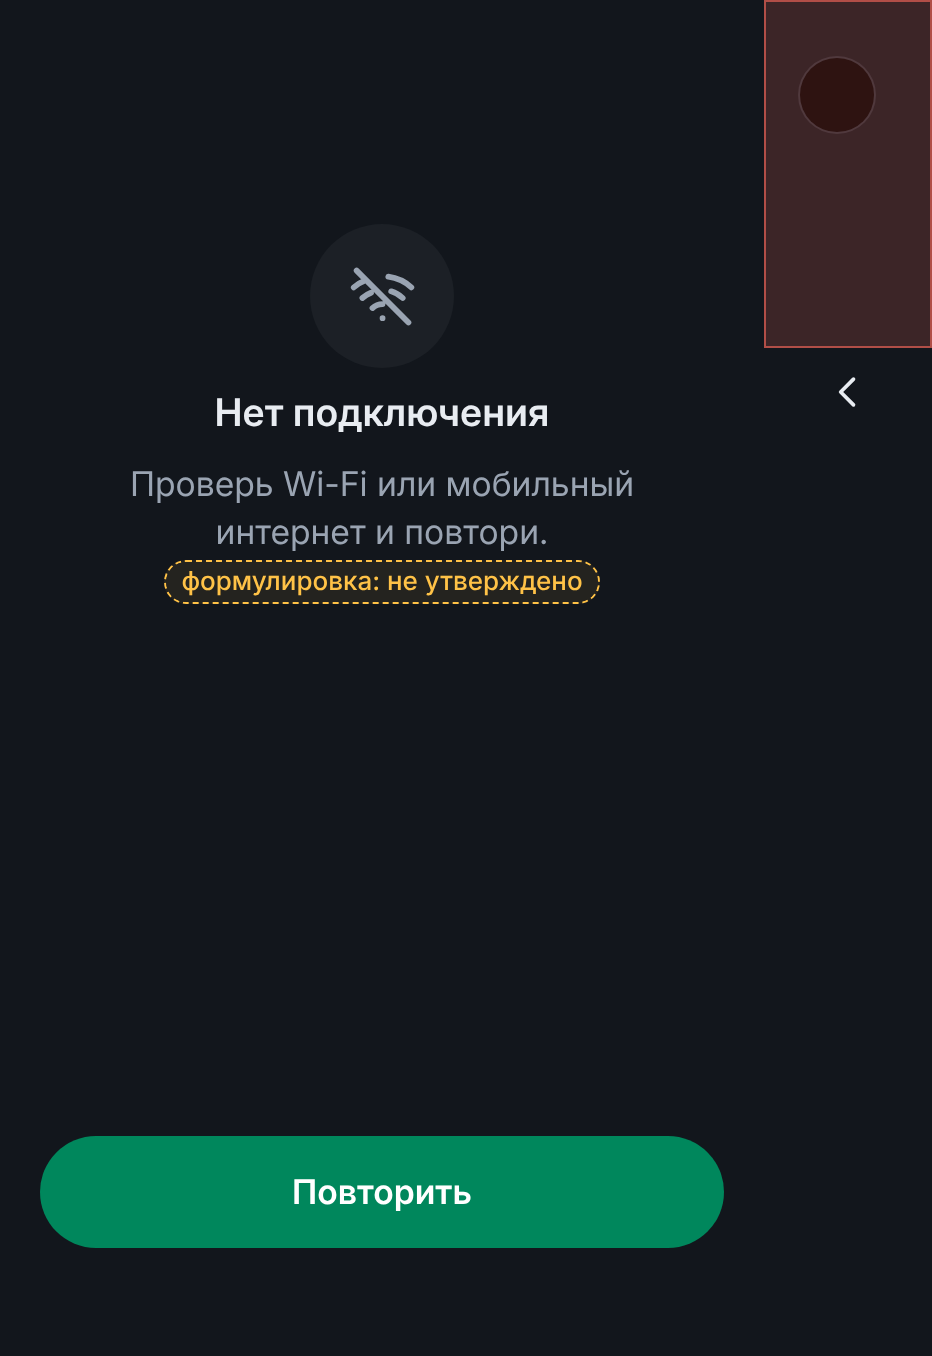 Нет подключения
Проверь Wi-Fi или мобильный
интернет и повтори.
формулировка: не утверждено
Повторить